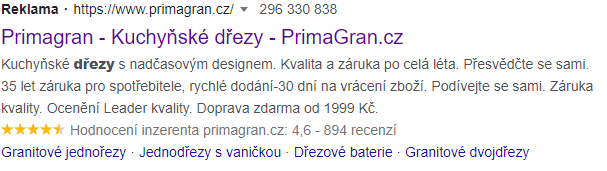 Reklama · https://www.primagran.cz/ 296 330 838
Primagran - Kuchyňské dřezy - PrimaGran.cz
Kuchyňské dřezy s nadčasovým designem. Kvalita a záruka po celá léta. Přesvědčte se sami.
35 let záruka pro spotřebitele, rychlé dodání-30 dní na vrácení zboží. Podívejte se sami. Záruka
kvality. Ocenění Leader kvality. Doprava zdarma od 1999 Kč.
Hodnocení inzerenta primagran.cz: 4,6 - 894 recenzí
Granitové jednořezy · Jednodřezy s vaničkou · Dřezové baterie · Granitové dvojdřezy